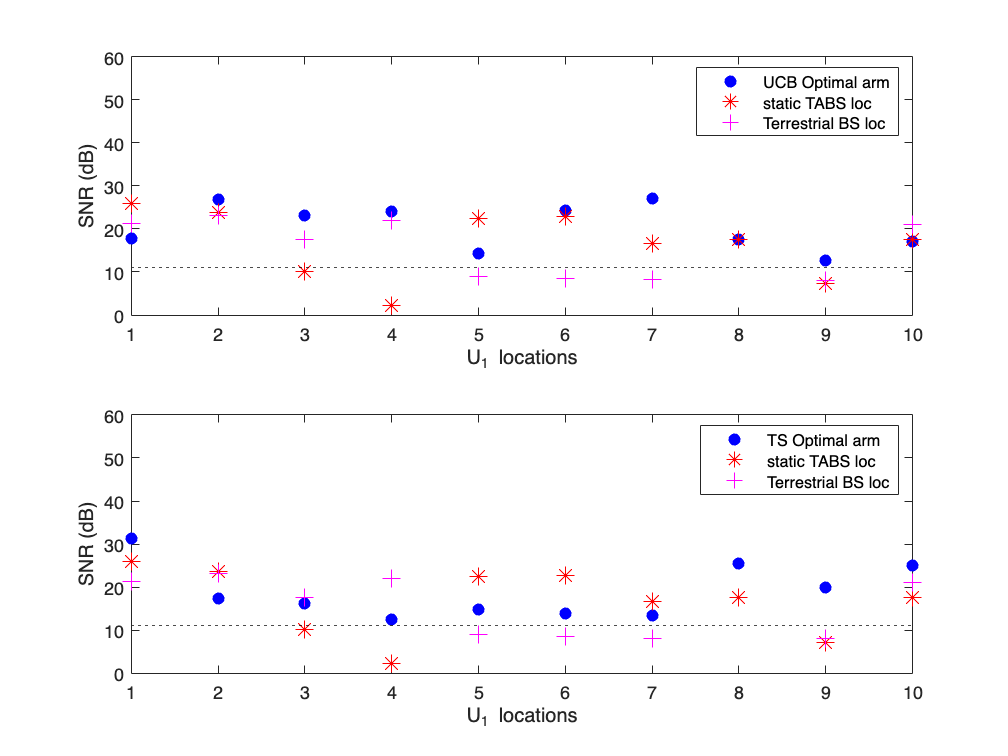 60
50
40
30
20
10
0
SNR (dB)
UCB Optimal arm
static TABS loc
Terrestrial BS loc
1 2 3 4 5 6 7 8 9 10
U1 locations
60
50
40
30
20
10
0
SNR (dB)
TS Optimal arm
static TABS loc
Terrestrial BS loc
1 2 3 4 5 6 7 8 9 10
U1 locations